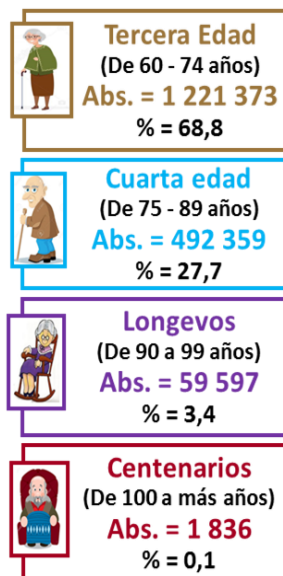 Tercera Edad
(De 60 - 74 años)
Abs. = 1 221 373
% = 68,8
Cuarta edad
(De 75 - 89 años)
Abs. = 492 359
% = 27,7
Longevos
(De 90 a 99 años)
Abs. = 59 597
% = 3,4
Centenarios
(De 100 a más años)
Abs. = 1 836
% = 0,1